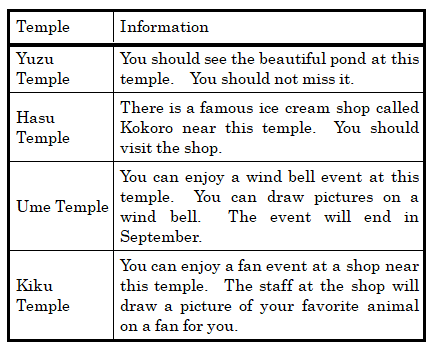 Temple Information
Yuzu Temple
You should see the beautiful pond at this
temple. You should not miss it.
Hasu Temple
There is a famous ice cream shop called
Kokoro near this temple. You should
visit the shop.
Ume Temple
You can enjoy a wind bell event at this
temple. You can draw pictures on a
wind bell. The event will end in
September.
Kiku Temple
You can enjoy a fan event at a shop near
this temple. The staff at the shop will
draw a picture of your favorite animal
on a fan for you.